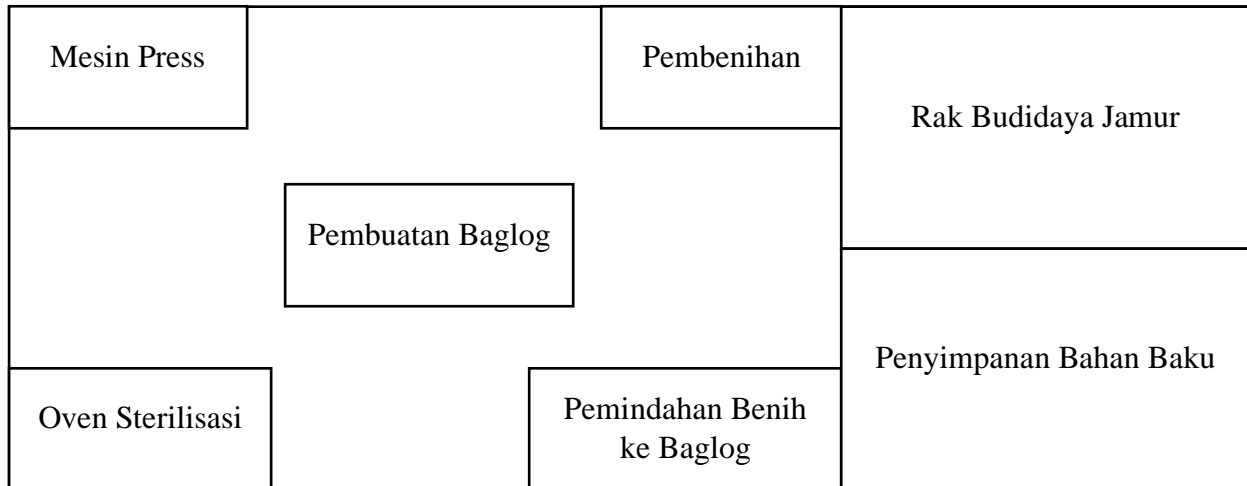 Mesin Press
Pembenihan
Rak Budidaya Jamur
Pembuatan Baglog
Penyimpanan Bahan Baku
Oven Sterilisasi
Pemindahan Benih
ke Baglog